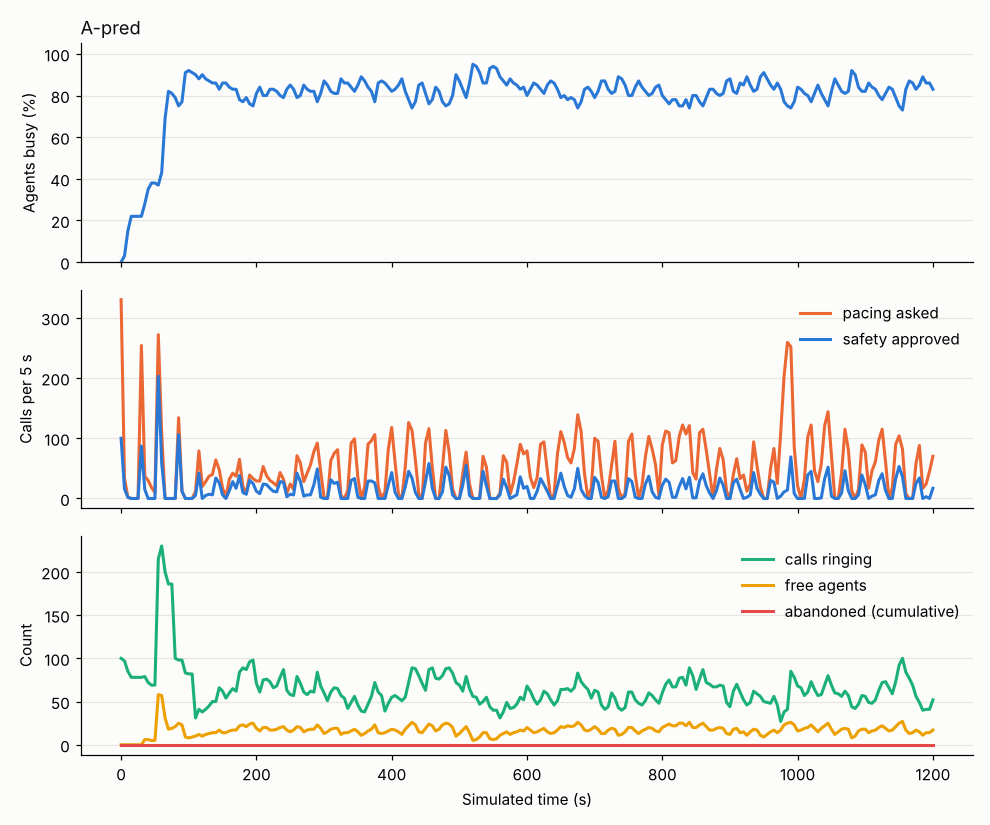 A-pred
100
80
60
40
20
0
Agents busy (%)
300
200
100
0
Calls per 5 s
pacing asked
safety approved
200
150
100
50
0
Count
calls ringing
free agents
abandoned (cumulative)
0 200 400 600 800 1000 1200
Simulated time (s)